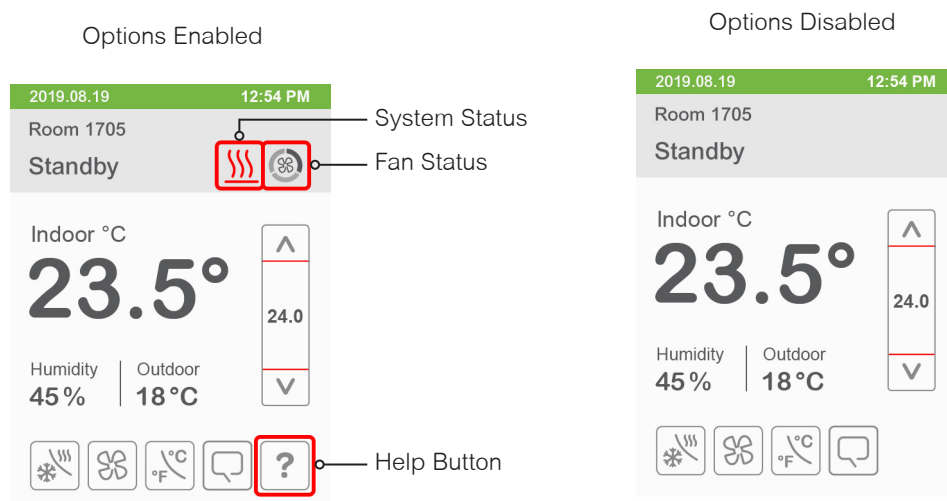 Options Enabled
2019.08.19 12:54 PM
Room 1705
Standby
Indoor °C
23.5°
24.0
Humidity Outdoor
45% 18°C
°C
°F
?
System Status
Fan Status
Help Button
Options Disabled
2019.08.19 12:54 PM
Room 1705
Standby
Indoor °C
23.5°
24.0
Humidity Outdoor
45% 18°C
°C
°F